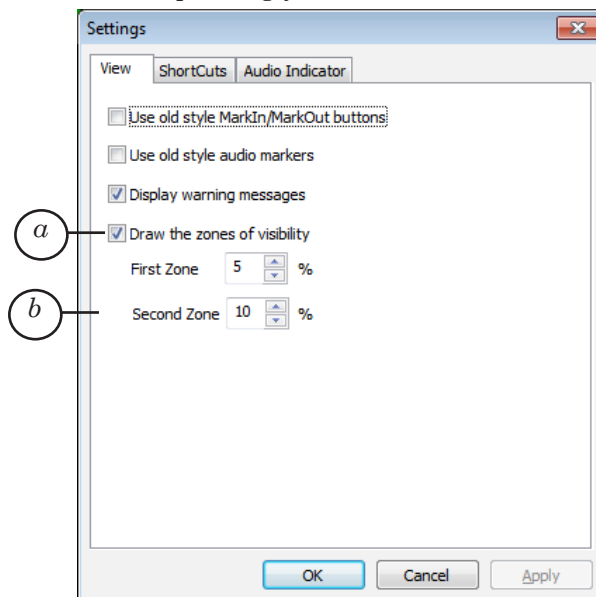 Settings
View ShortCuts Audio Indicator
Use old style MarkIn/MarkOut buttons
Use old style audio markers
Display warning messages
a
Draw the zones of visibility
First Zone 5 %
b
Second Zone 10 %
OK Cancel Apply